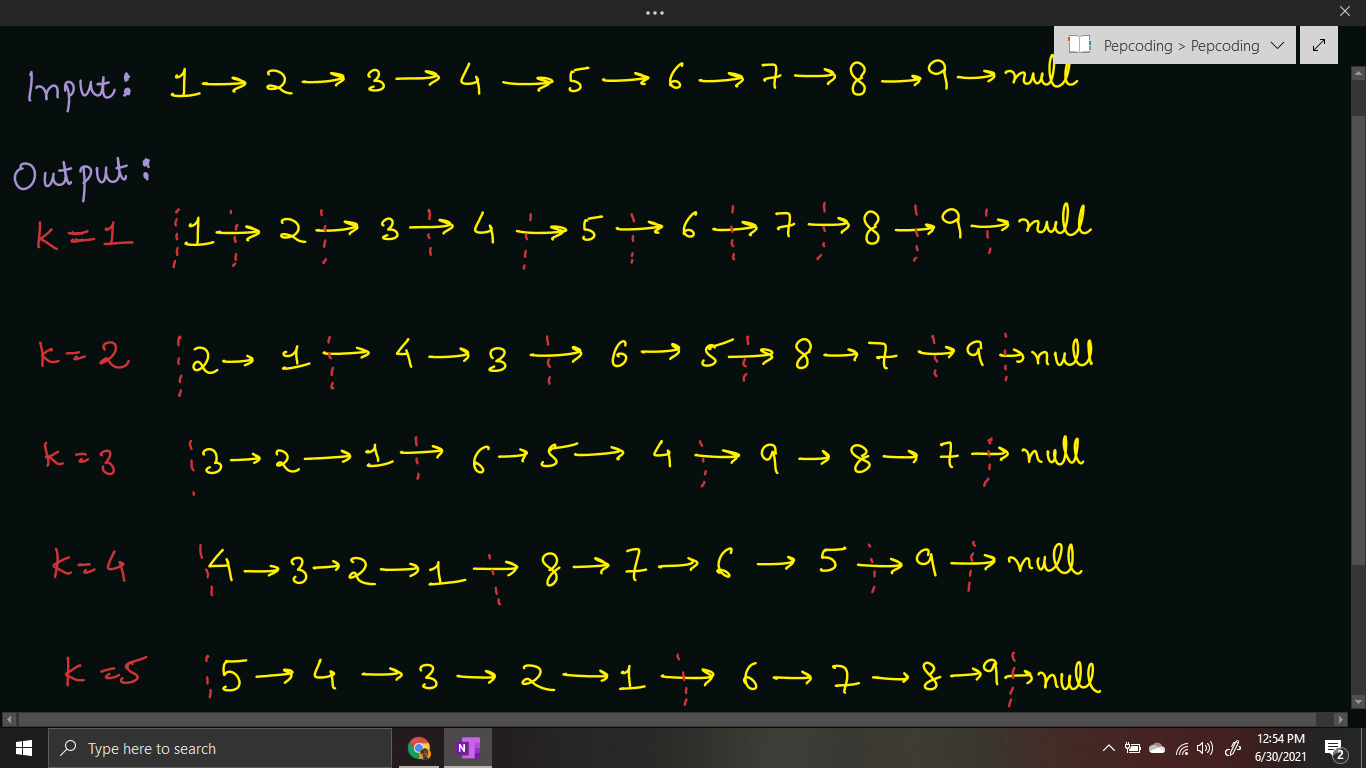 Pepcoding > Pepcoding
Input: 1 → 2 → 3 → 4 → 5 → 6 → 7 → 8 → 9 → null
Output:
k = 1 1 → 2 → 3 → 4 → 5 → 6 → 7 → 8 → 9 → null
k = 2 2 → 1 → 4 → 3 → 6 → 5 → 8 → 7 → 9 → null
k = 3 3 → 2 → 1 → 6 → 5 → 4 → 9 → 8 → 7 → null
k = 4 4 → 3 → 2 → 1 → 8 → 7 → 6 → 5 → 9 → null
k = 5 5 → 4 → 3 → 2 → 1 → 6 → 7 → 8 → 9 → null
Type here to search
12:54 PM
6/30/2021
2